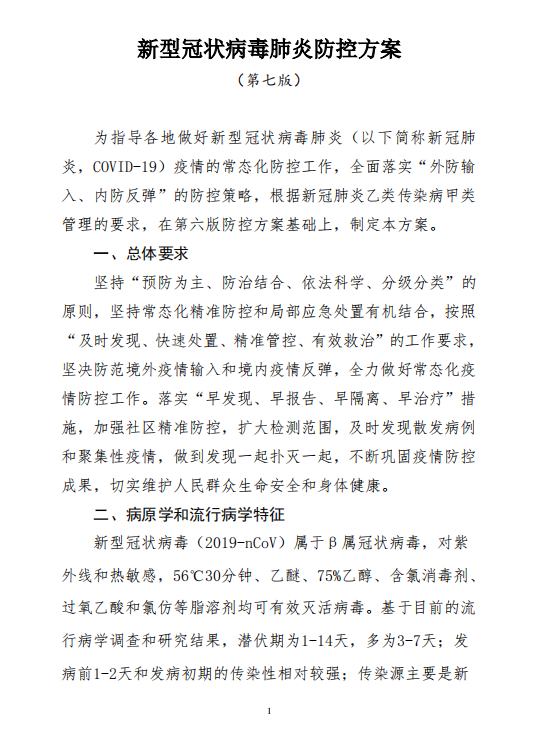 新型冠状病毒肺炎防控方案
（第七版）
为指导各地做好新型冠状病毒肺炎（以下简称新冠肺
炎，COVID-19）疫情的常态化防控工作，全面落实“外防输
入、内防反弹”的防控策略，根据新冠肺炎乙类传染病甲类
管理的要求，在第六版防控方案基础上，制定本方案。
一、总体要求
坚持“预防为主、防治结合、依法科学、分级分类”的
原则，坚持常态化精准防控和局部应急处置有机结合，按照
“及时发现、快速处置、精准管控、有效救治”的工作要求，
坚决防范境外疫情输入和境内疫情反弹，全力做好常态化疫
情防控工作。落实“早发现、早报告、早隔离、早治疗”措
施，加强社区精准防控，扩大检测范围，及时发现散发病例
和聚集性疫情，做到发现一起扑灭一起，不断巩固疫情防控
成果，切实维护人民群众生命安全和身体健康。
二、病原学和流行病学特征
新型冠状病毒（2019-nCoV）属于β属冠状病毒，对紫
外线和热敏感，56℃30分钟、乙醚、75%乙醇、含氯消毒剂、
过氧乙酸和氯仿等脂溶剂均可有效灭活病毒。基于目前的流
行病学调查和研究结果，潜伏期为1-14天，多为3-7天；发
病前1-2天和发病初期的传染性相对较强；传染源主要是新
1